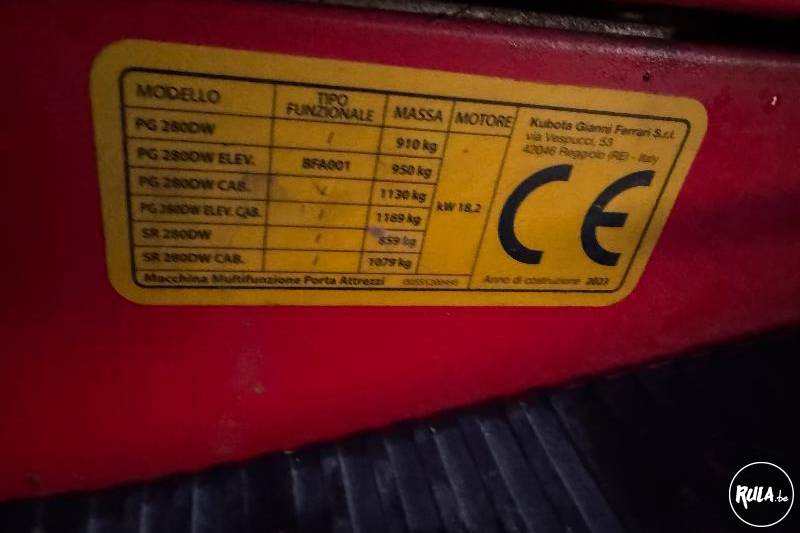 MODELLO TIPO FUNZIONALE MASSA MOTORE
PG 280DW / 910 kg
PG 280DW ELEV. BFA001 950 kg
PG 280DW CAB. 1130 kg
PG 280DW ELEV. CAB. / 1169 kg
SR 280DW / 859 kg
SR 280DW CAB. / 1079 kg
kW 18,2
Macchina Multifunzione Porta Attrezzi
Kubota Gianni Ferrari S.r.l.
via Vespucci, 53
42046 Reggiolo (RE) - Italy
CE
Anno di costruzione 2023
RULA.be